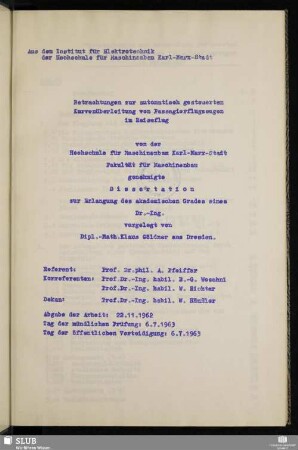 Aus dem Institut für Elektrotechnik
der Hochschule für Maschinenbau Karl-Marx-Stadt
Betrachtungen zur automatisch gesteuerten
Kurvenüberleitung von Passagierflugzeugen
im Reiseflug
von der
Hochschule für Maschinenbau Karl-Marx-Stadt
Fakultät für Maschinenbau
genehmigte
Dissertation
zur Erlangung des akademischen Grades eines
Dr.-Ing.
vorgelegt von
Dipl.-Math.Klaus Göldner aus Dresden.
Referent: Prof. Dr.phil. A. Pfeiffer
Korreferenten: Prof.Dr.-Ing. habil. E.-G. Woschni
Prof.Dr.-Ing. habil. W. Richter
Dekan: Prof.Dr.-Ing. habil. W. Häußler
Abgabe der Arbeit: 22.11.1962
Tag der mündlichen Prüfung: 6.7.1963
Tag der öffentlichen Verteidigung: 6.7.1963
SLUB
Wir führen Wissen.